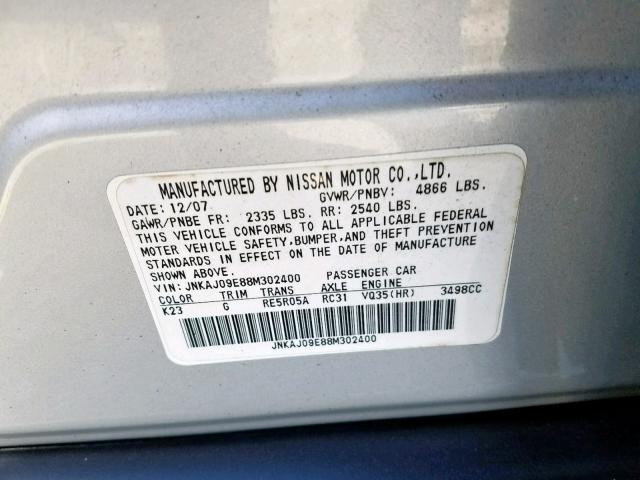 MANUFACTURED BY NISSAN MOTOR CO.,LTD.
DATE: 12/07 GVWR/PNBV: 4866 LBS.
GAWR/PNBE FR: 2335 LBS. RR: 2540 LBS.
THIS VEHICLE CONFORMS TO ALL APPLICABLE FEDERAL
MOTOR VEHICLE SAFETY,BUMPER,AND THEFT PREVENTION
STANDARDS IN EFFECT ON THE DATE OF MANUFACTURE
SHOWN ABOVE.
VIN: JNKAJ09E88M302400 PASSENGER CAR
COLOR TRIM TRANS AXLE ENGINE
K23 G RE5R05A RC31 VQ35(HR) 3498CC
JNKAJ09E88M302400